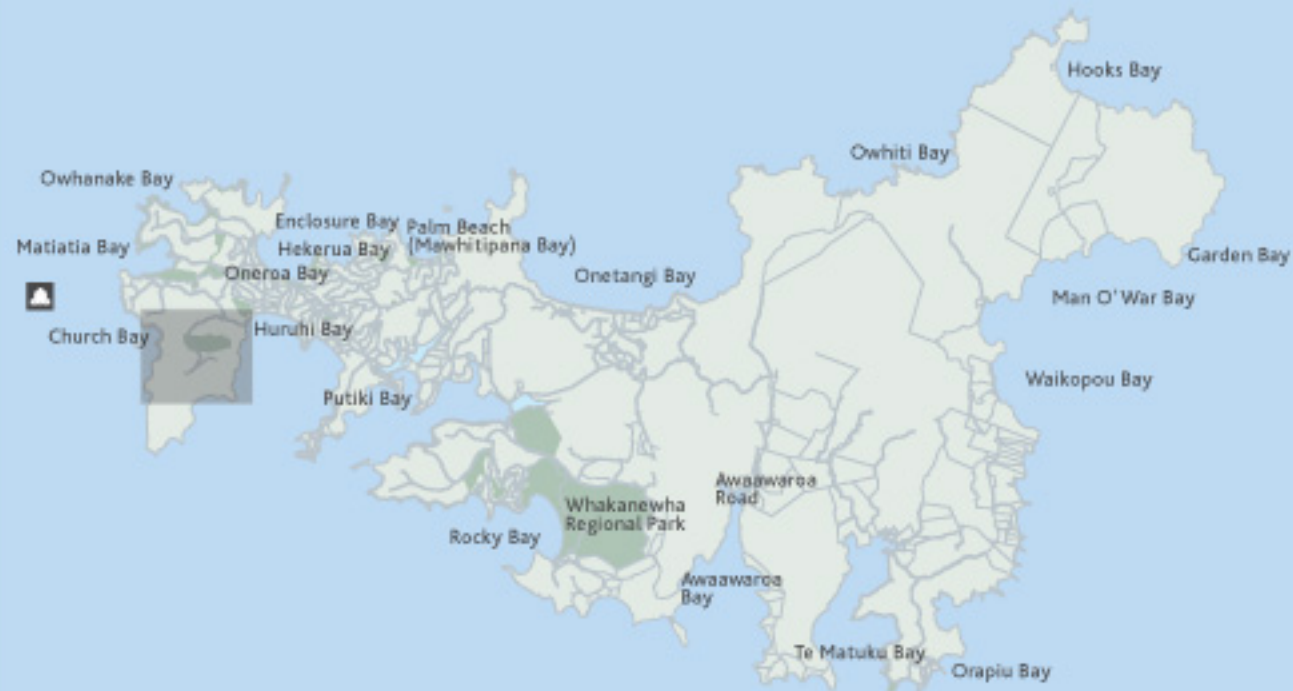 Hooks Bay
Owhiti Bay
Owhanake Bay
Enclosure Bay
Palm Beach
(Mawhitipana Bay)
Matiatia Bay
Hekerua Bay
Garden Bay
Oneroa Bay
Onetangi Bay
Man O' War Bay
Church Bay
Huruhi Bay
Waikopou Bay
Putiki Bay
Awaawaroa
Road
Whakanewha
Regional Park
Rocky Bay
Awaawaroa
Bay
Te Matuku Bay
Orapiu Bay